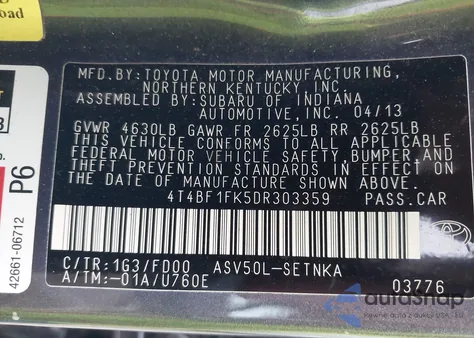 oad
MFD.BY:TOYOTA MOTOR MANUFACTURING,
NORTHERN KENTUCKY,INC.
ASSEMBLED BY:SUBARU OF INDIANA
AUTOMOTIVE,INC. 04/13
GVWR 4630LB GAWR FR 2625LB RR 2625LB
THIS VEHICLE CONFORMS TO ALL APPLICABLE
FEDERAL MOTOR VEHICLE SAFETY,BUMPER,AND
THEFT PREVENTION STANDARDS IN EFFECT ON
THE DATE OF MANUFACTURE SHOWN ABOVE.
4T4BF1FK5DR303359 PASS.CAR
C/TR:1G3/FD00 ASV50L-SETNKA
A/TM:-01A/U760E 03776
3
P6
42661-06712
autashop